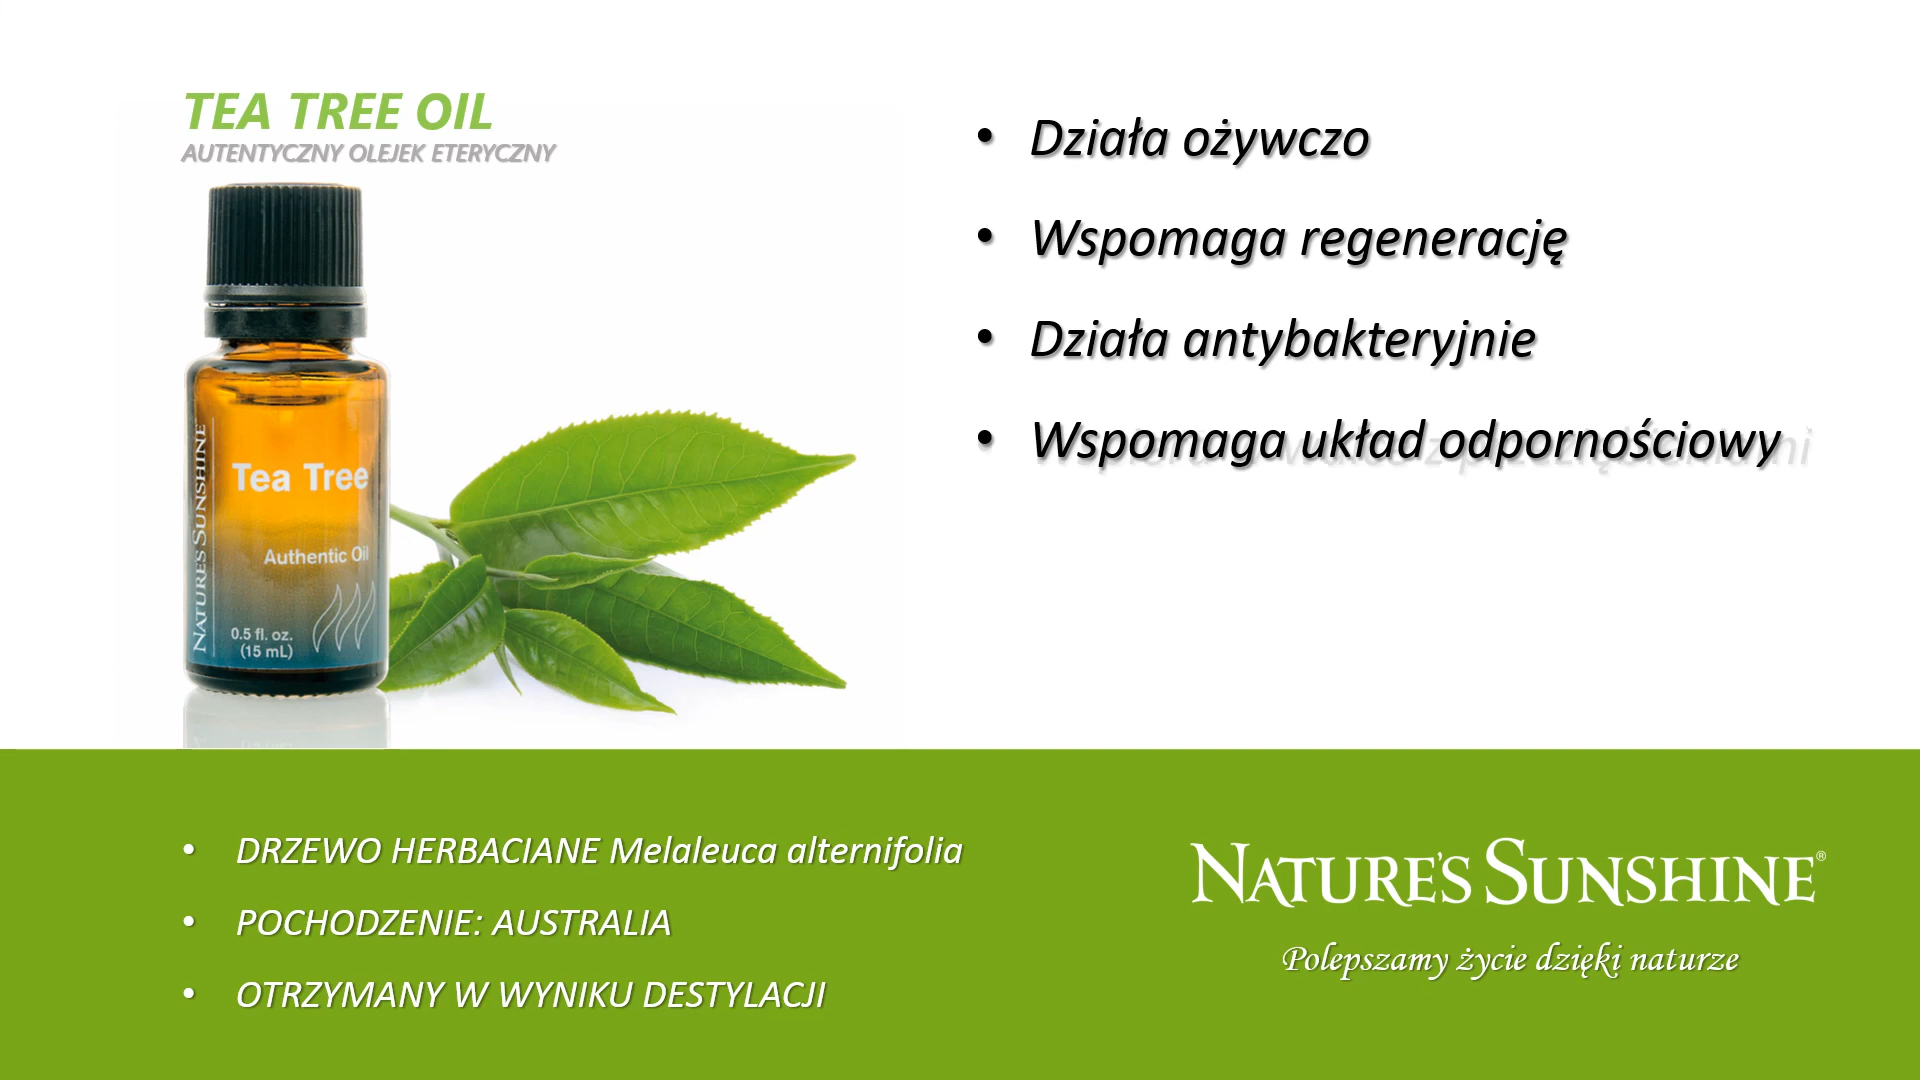 TEA TREE OIL
AUTENTYCZNY OLEJEK ETERYCZNY
NATURE'S SUNSHINE
Tea Tree
Authentic Oil
0.5 fl. oz.
(15 mL)
• Działa ożywczo
• Wspomaga regenerację
• Działa antybakteryjnie
• Wspomaga układ odpornościowy
• DRZEWO HERBACIANE Melaleuca alternifolia
• POCHODZENIE: AUSTRALIA
• OTRZYMANY W WYNIKU DESTYLACJI
NATURE'S SUNSHINE®
Polepszamy życie dzięki naturze